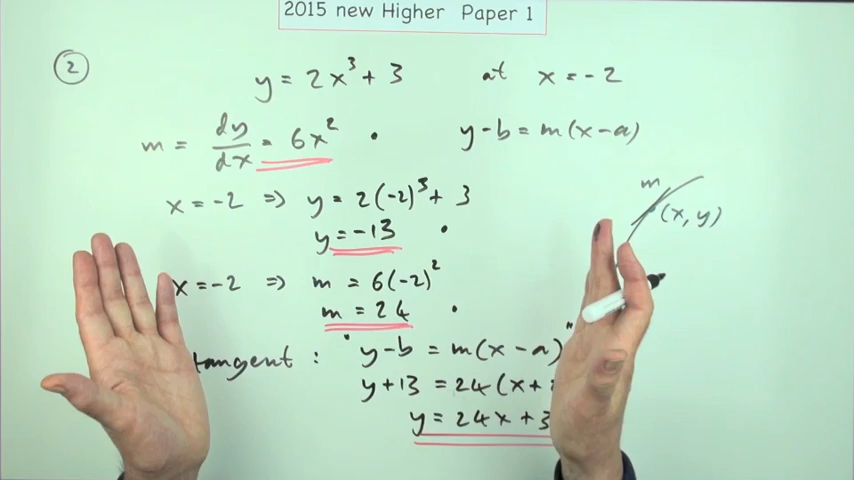 2015 new Higher Paper 1
2 y = 2x³ + 3 at x = -2
m = dy/dx = 6x² y-b = m(x-a)
x = -2 ⇒ y = 2(-2)³ + 3
m
(x, y)
y = -13
x = -2 ⇒ m = 6(-2)²
m = 24
tangent : "y-b = m(x-a)"
y+13 = 24(x+
y = 24x+3